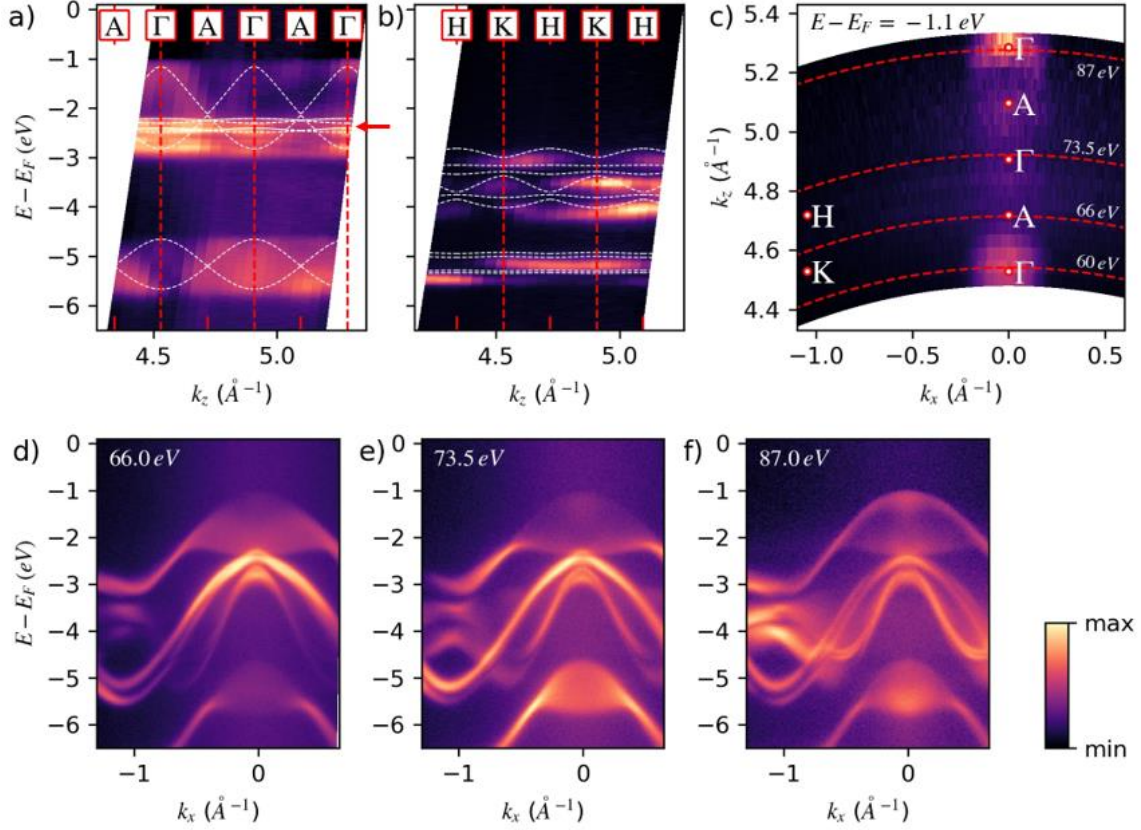 a)
A Γ A Γ A Γ
E − E_F (eV)
−1
−2
−3
−4
−5
−6
4.5 5.0
k_z (Å⁻¹)
b)
H K H K H
4.5 5.0
k_z (Å⁻¹)
c)
E − E_F = −1.1 eV
k_z (Å⁻¹)
5.4
5.2
5.0
4.8
4.6
4.4
Γ
87 eV
A
73.5 eV
Γ
H A 66 eV
60 eV
K Γ
−1.0 −0.5 0.0 0.5
k_x (Å⁻¹)
d)
66.0 eV
E − E_F (eV)
0
−1
−2
−3
−4
−5
−6
−1 0
k_x (Å⁻¹)
e)
73.5 eV
0
−1
−2
−3
−4
−5
−6
−1 0
k_x (Å⁻¹)
f)
87.0 eV
0
−1
−2
−3
−4
−5
−6
−1 0
k_x (Å⁻¹)
max
min